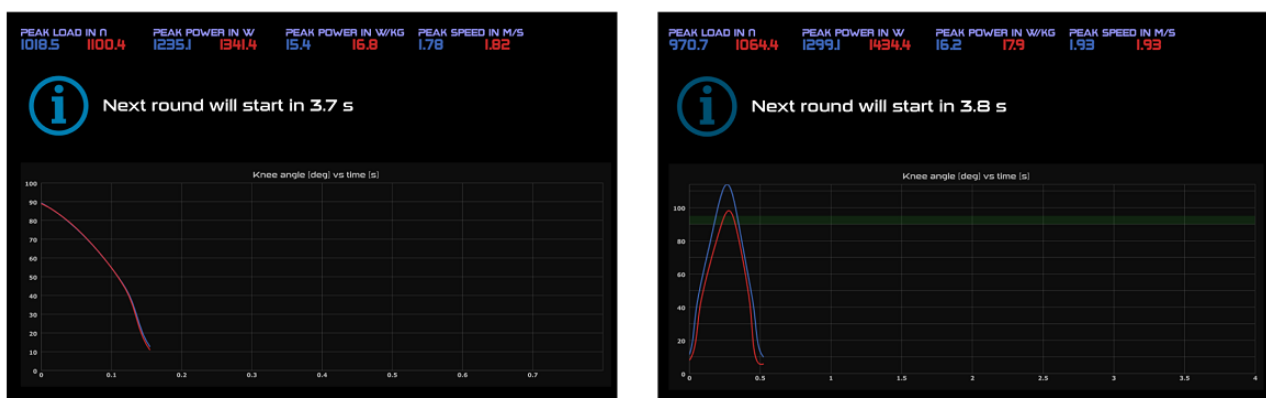 PEAK LOAD IN N PEAK POWER IN W PEAK POWER IN W/KG PEAK SPEED IN M/S
1018.5 1100.4 1235.1 1341.4 15.4 16.8 1.78 1.82
Next round will start in 3.7 s
Knee angle [deg] vs time [s]
100
90
80
70
60
50
40
30
20
10
0
0 0.1 0.2 0.3 0.4 0.5 0.6 0.7
PEAK LOAD IN N PEAK POWER IN W PEAK POWER IN W/KG PEAK SPEED IN M/S
970.7 1064.4 1299.1 1434.4 16.2 17.9 1.93 1.93
Next round will start in 3.8 s
Knee angle [deg] vs time [s]
100
80
60
40
20
0
0 0.5 1 1.5 2 2.5 3 3.5 4